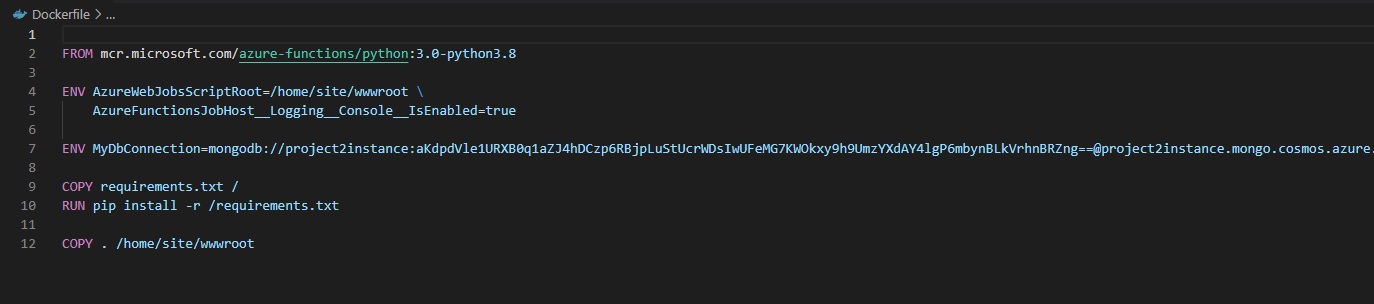 Dockerfile > ...
1
2 FROM mcr.microsoft.com/azure-functions/python:3.0-python3.8
3
4 ENV AzureWebJobsScriptRoot=/home/site/wwwroot \
5 AzureFunctionsJobHost__Logging__Console__IsEnabled=true
6
7 ENV MyDbConnection=mongodb://project2instance:aKdpdVle1URXB0q1aZJ4hDCzp6RBjpLuStUcrWDsIwUFeMG7KWOkxy9h9UmzYXdAY4lgP6mbynBLkVrhnBRZng==@project2instance.mongo.cosmos.azure.
8
9 COPY requirements.txt /
10 RUN pip install -r /requirements.txt
11
12 COPY . /home/site/wwwroot